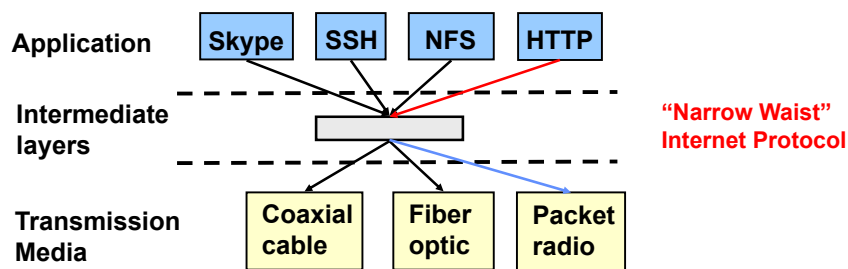 Application
Skype
SSH
NFS
HTTP
Intermediate
layers
“Narrow Waist”
Internet Protocol
Transmission
Media
Coaxial
cable
Fiber
optic
Packet
radio